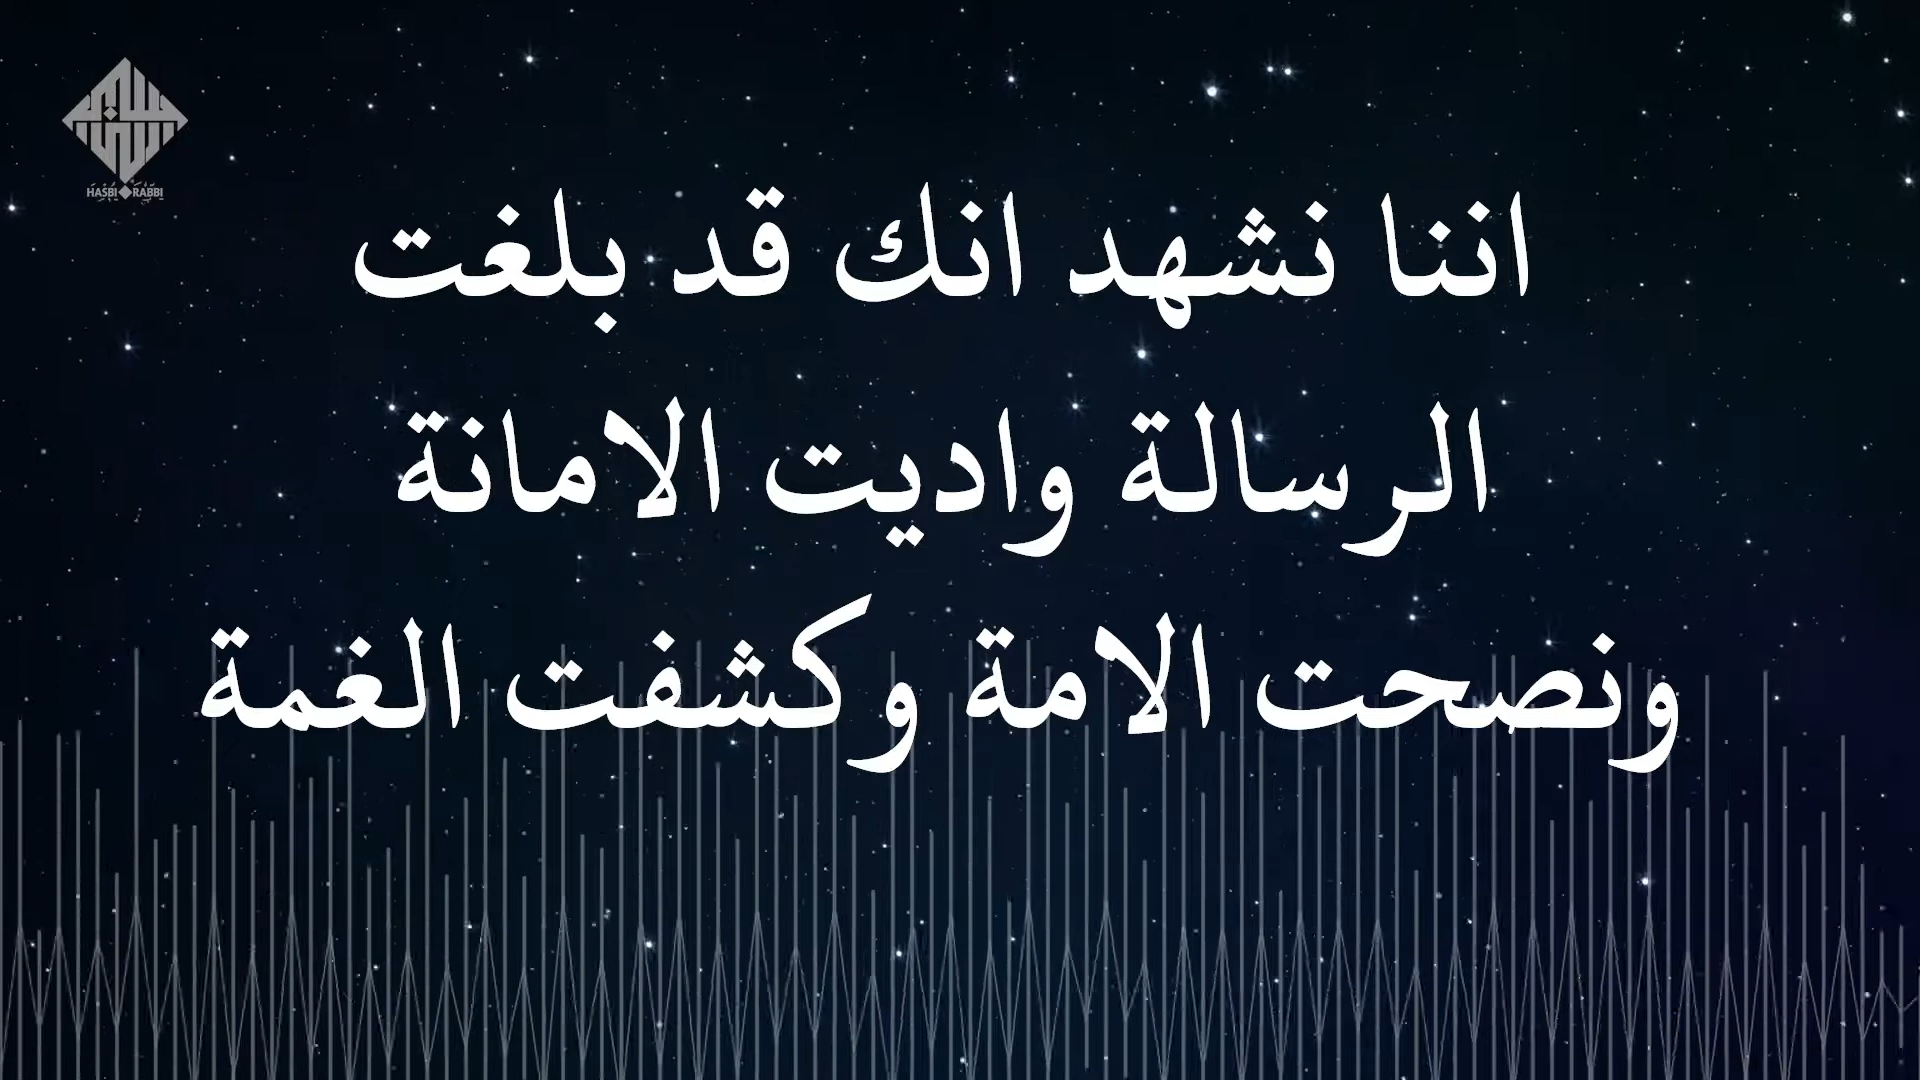 HASBI RABBI
اننا نشهد انك قد بلغت
الرسالة واديت الامانة
ونصحت الامة وكشفت الغمة